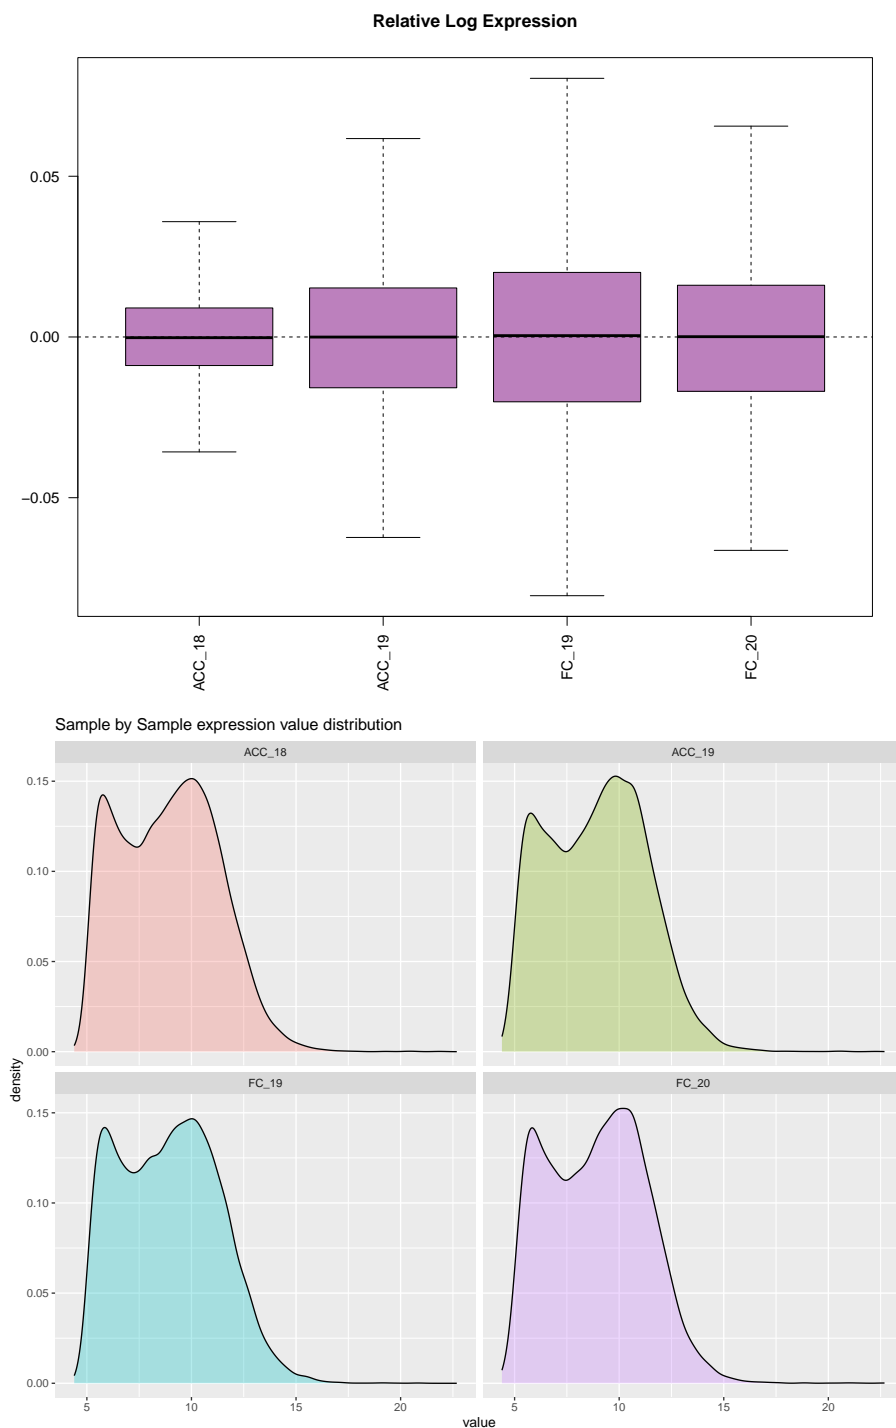 Relative Log Expression
0.05
0.00
−0.05
ACC_18
ACC_19
FC_19
FC_20
Sample by Sample expression value distribution
ACC_18
ACC_19
0.15
0.10
0.05
0.00
density
FC_19
FC_20
0.15
0.10
0.05
0.00
5
10
15
20
5
10
15
20
value